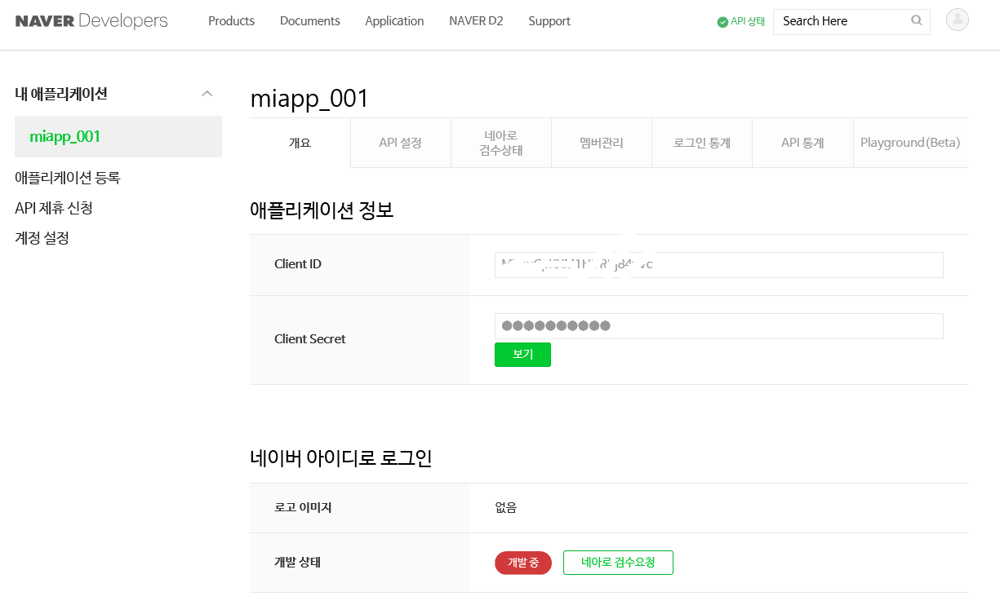 NAVER Developers
Products
Documents
Application
NAVER D2
Support
API 상태
Search Here
내 애플리케이션
miapp_001
애플리케이션 등록
API 제휴 신청
계정 설정
miapp_001
개요
API 설정
네아로
검수상태
멤버관리
로그인 통계
API 통계
Playground(Beta)
애플리케이션 정보
Client ID
Client Secret
●●●●●●●●●●
보기
네이버 아이디로 로그인
로고 이미지
없음
개발 상태
개발 중
네아로 검수요청